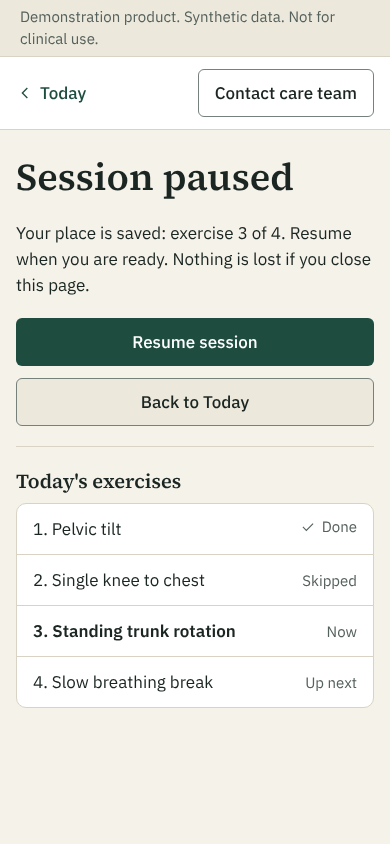 Demonstration product. Synthetic data. Not for
clinical use.
Today
Contact care team
Session paused
Your place is saved: exercise 3 of 4. Resume
when you are ready. Nothing is lost if you close
this page.
Resume session
Back to Today
Today's exercises
1. Pelvic tilt
Done
2. Single knee to chest
Skipped
3. Standing trunk rotation
Now
4. Slow breathing break
Up next